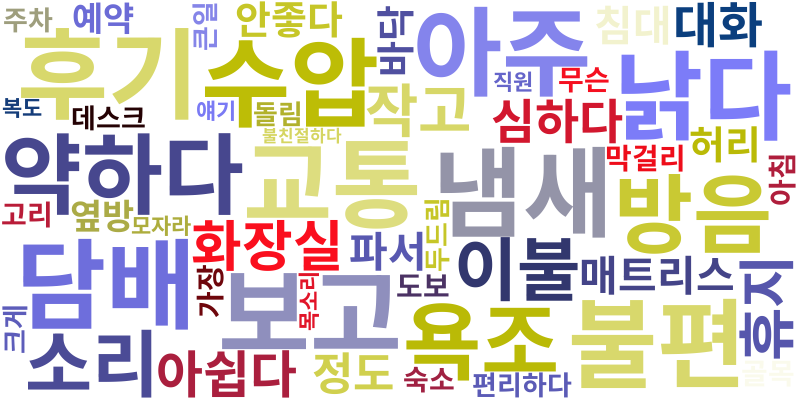 주차
예약
큰일
안좋다
바닥
아주
침대
대화
후기
수압
직원
무슨
낡다
복도
데스크
얘기
돌림
작고
심하다
불친절하다
허리
약하다
교통
냄새
막걸리
아침
고리
옆방
모자라
화장실
파서
두드림
방음
담배
가장
보고
목소리
도보
이불
매트리스
휴지
크게
소리
아쉽다
정도
숙소
욕조
편리하다
불편
골목